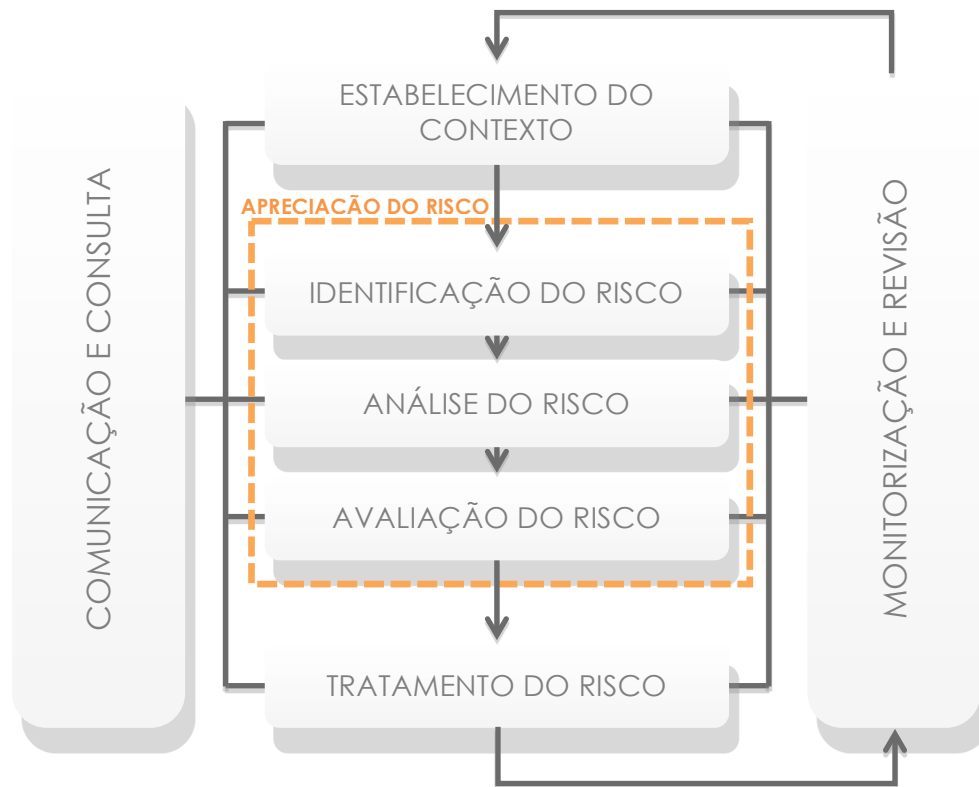 ESTABELECIMENTO DO
CONTEXTO
APRECIACÃO DO RISCO
IDENTIFICAÇÃO DO RISCO
ANÁLISE DO RISCO
AVALIAÇÃO DO RISCO
TRATAMENTO DO RISCO
COMUNICAÇÃO E CONSULTA
MONITORIZAÇÃO E REVISÃO